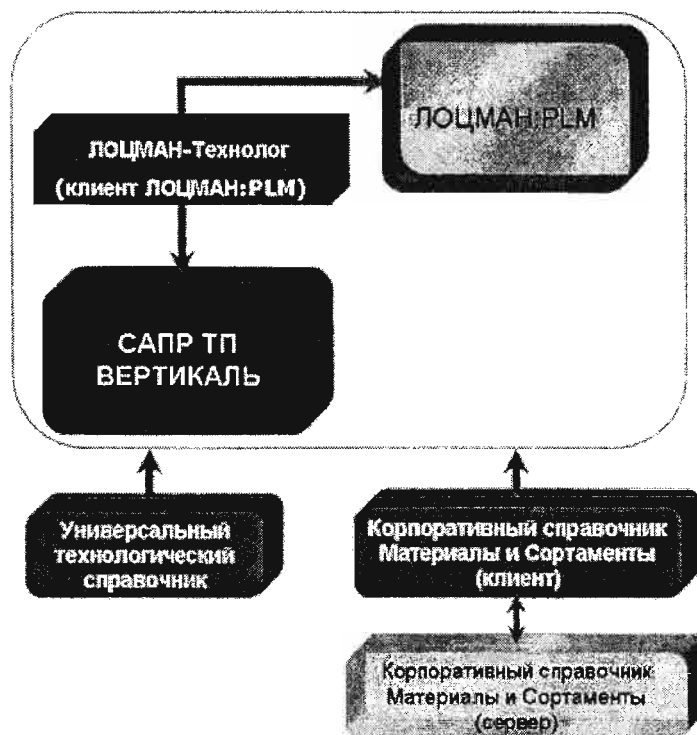 ЛОЦМАН:PLM
ЛОЦМАН-Технолог
(клиент ЛОЦМАН:PLM)
САПР ТП
ВЕРТИКАЛЬ
Универсальный
технологический
справочник
Корпоративный справочник
Материалы и Сортаменты
(клиент)
Корпоративный справочник
Материалы и Сортаменты
(сервер)